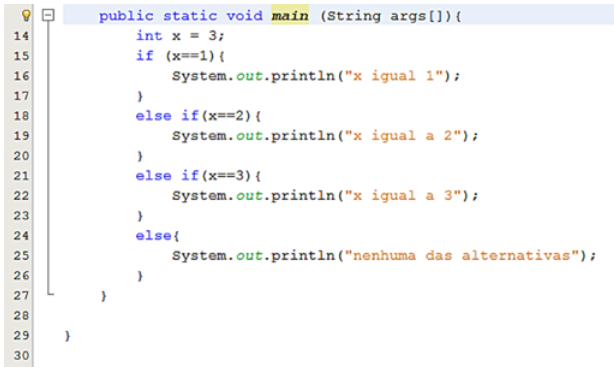 public static void main (String args[]){
14 int x = 3;
15 if (x==1){
16 System.out.println("x igual 1");
17 }
18 else if(x==2){
19 System.out.println("x igual a 2");
20 }
21 else if(x==3){
22 System.out.println("x igual a 3");
23 }
24 else{
25 System.out.println("nenhuma das alternativas");
26 }
27 }
28
29 }
30